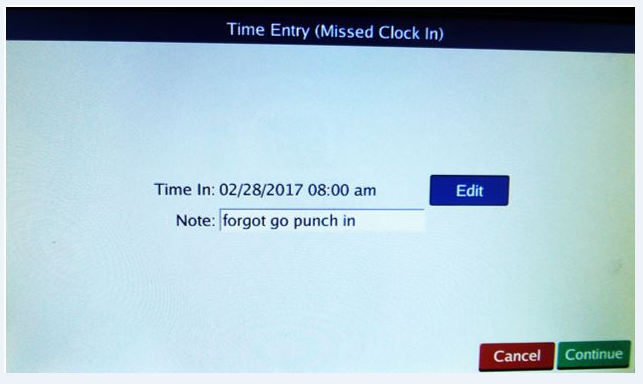 Time Entry (Missed Clock In)
Time In: 02/28/2017 08:00 am Edit
Note: forgot go punch in
Cancel Continue